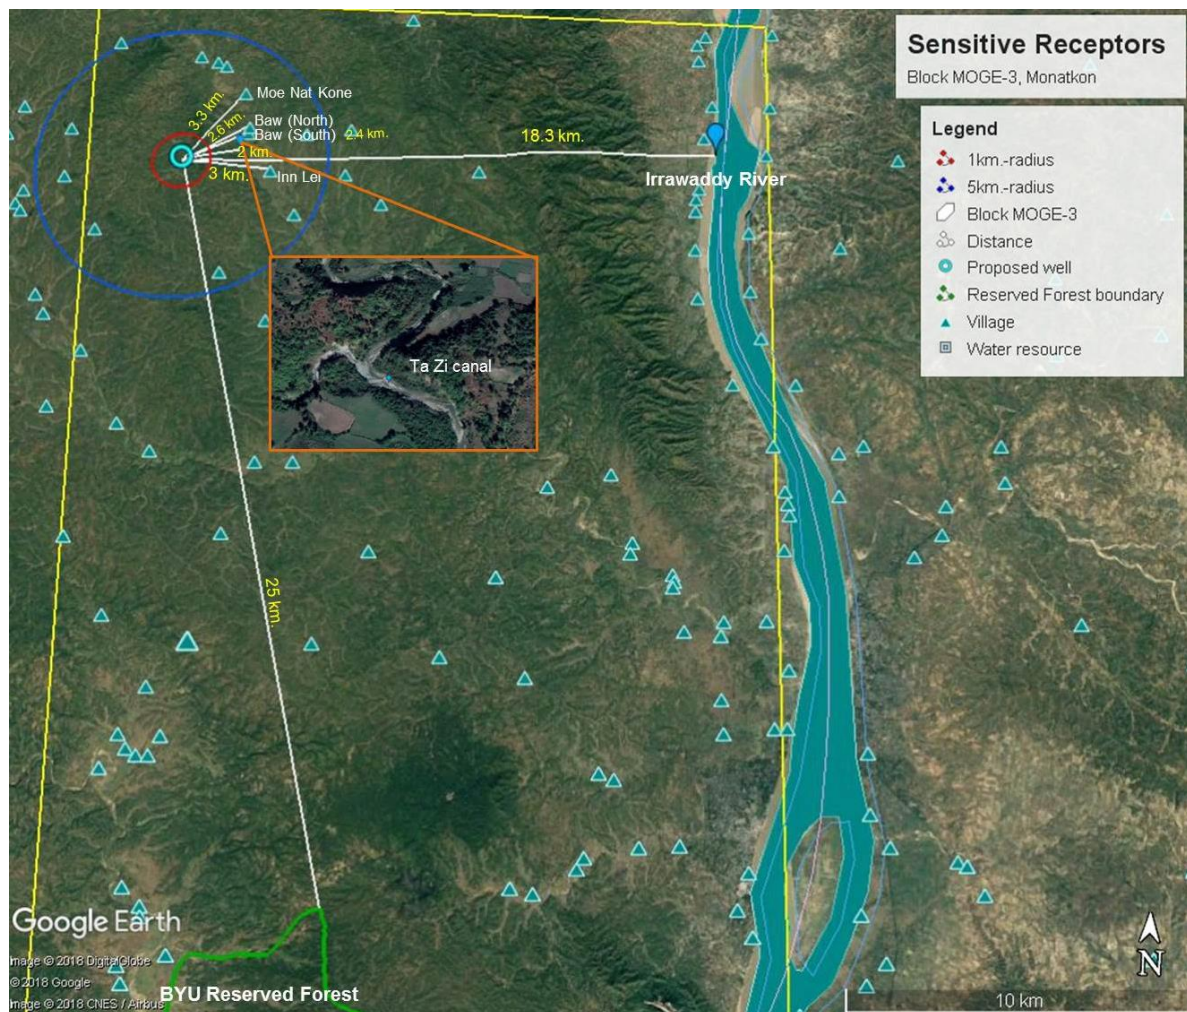 Sensitive Receptors
Block MOGE-3, Monatkon
Legend
1km.-radius
5km.-radius
Block MOGE-3
Distance
Proposed well
Reserved Forest boundary
Village
Water resource
Moe Nat Kone
3.3 km.
Baw (North)
2.6 km.
Baw (South)
2.4 km.
2 km.
18.3 km.
3 km.
Inn Lei
Irrawaddy River
Ta Zi canal
25 km.
Google Earth
Image © 2018 DigitalGlobe
© 2018 Google
Image © 2018 CNES / Airbus
BYU Reserved Forest
N
10 km